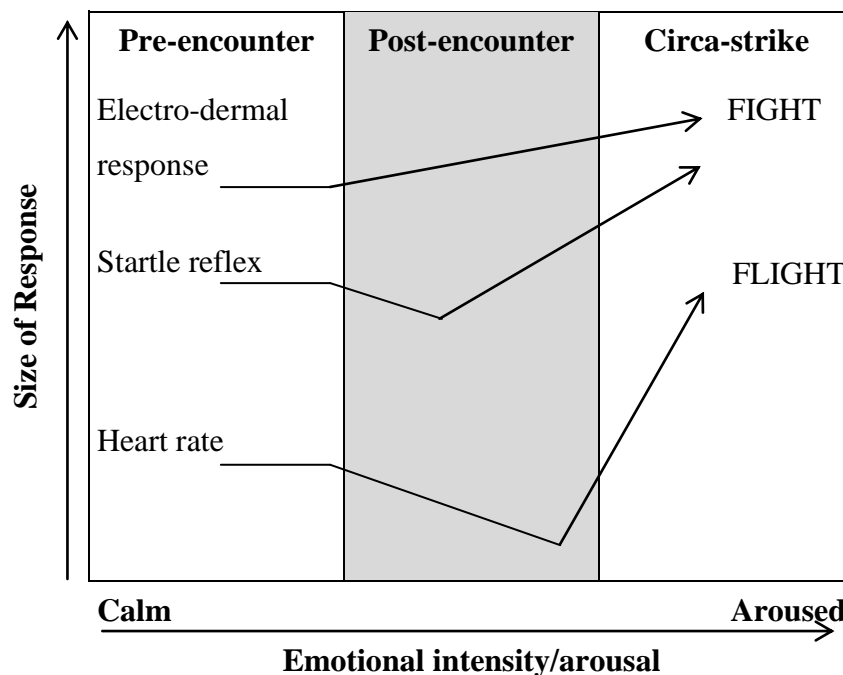 Pre-encounter Post-encounter Circa-strike
Electro-dermal
response
FIGHT
Startle reflex
FLIGHT
Heart rate
Size of Response
Calm Aroused
Emotional intensity/arousal